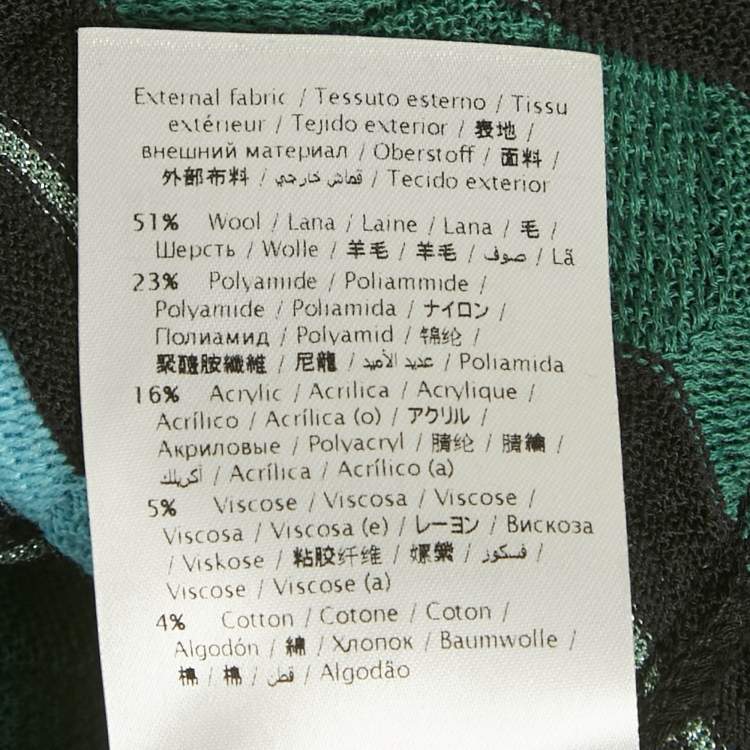 External fabric / Tessuto esterno / Tissu
extérieur / Tejido exterior / 表地 /
внешний материал / Oberstoff / 面料 /
外部布料 / قماش خارجي / Tecido exterior
51% Wool / Lana / Laine / Lana / 毛 /
Шерсть / Wolle / 羊毛 / 羊毛 / صوف / Lã
23% Polyamide / Poliammide /
Polyamide / Poliamida / ナイロン /
Полиамид / Polyamid / 锦纶 /
聚醯胺纖維 / 尼龍 / عديد الأميد / Poliamida
16% Acrylic / Acrilica / Acrylique /
Acrílico / Acrílica (o) / アクリル /
Акриловые / Polyacryl / 腈纶 / 腈綸 /
أكريلك / Acrílica / Acrílico (a)
5% Viscose / Viscosa / Viscose /
Viscosa / Viscosa (e) / レーヨン / Вискоза
/ Viskose / 粘胶纤维 / 嫘縈 / فسكوز /
Viscose / Viscose (a)
4% Cotton / Cotone / Coton /
Algodón / 綿 / Хлопок / Baumwolle /
棉 / 棉 / قطن / Algodão